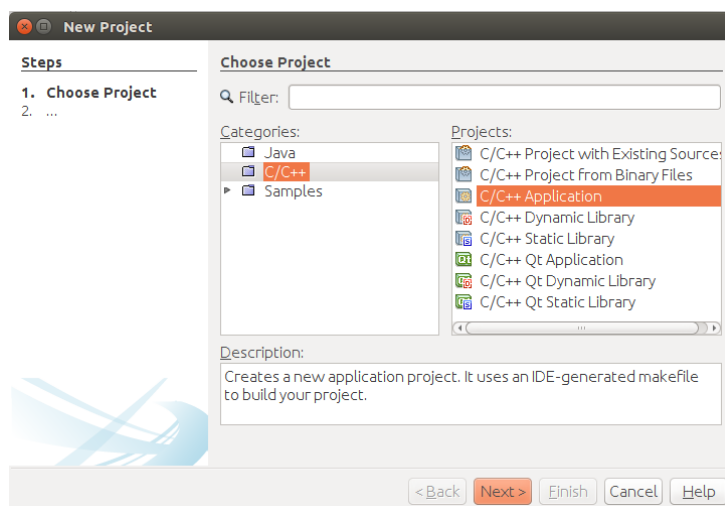 New Project
Steps
1. Choose Project
2. ...
Choose Project
Filter:
Categories:
Java
C/C++
Samples
Projects:
C/C++ Project with Existing Sources
C/C++ Project from Binary Files
C/C++ Application
C/C++ Dynamic Library
C/C++ Static Library
C/C++ Qt Application
C/C++ Qt Dynamic Library
C/C++ Qt Static Library
Description:
Creates a new application project. It uses an IDE-generated makefile
to build your project.
< Back Next > Finish Cancel Help